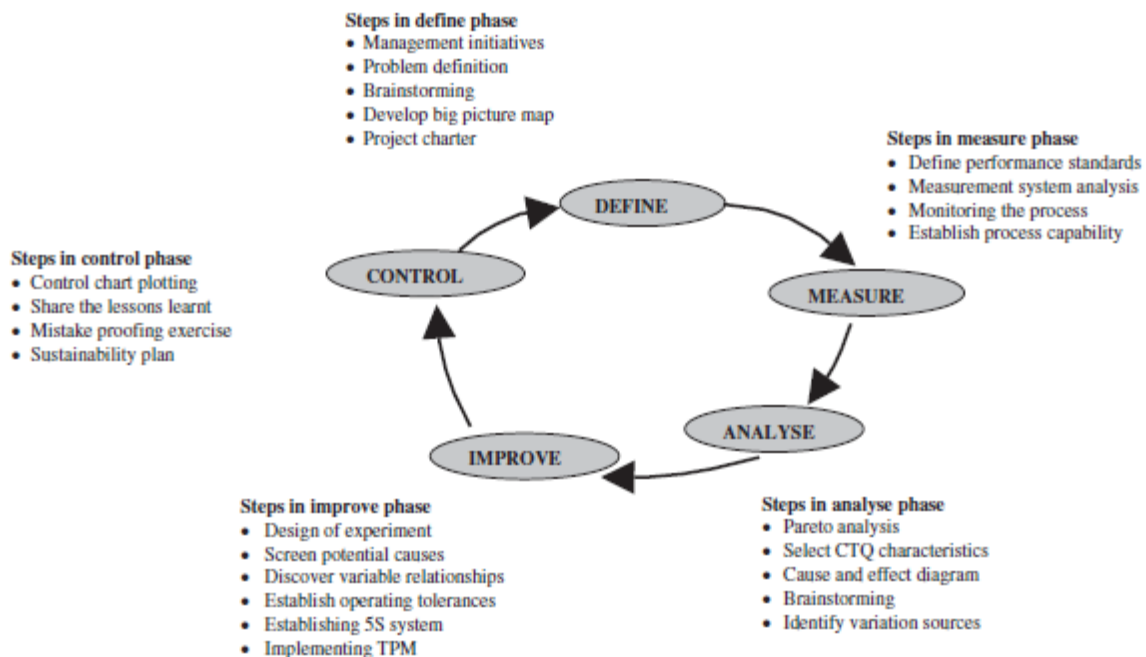 Steps in define phase
• Management initiatives
• Problem definition
• Brainstorming
• Develop big picture map
• Project charter
Steps in measure phase
• Define performance standards
• Measurement system analysis
• Monitoring the process
• Establish process capability
DEFINE
Steps in control phase
• Control chart plotting
• Share the lessons learnt
• Mistake proofing exercise
• Sustainability plan
CONTROL
MEASURE
ANALYSE
IMPROVE
Steps in improve phase
• Design of experiment
• Screen potential causes
• Discover variable relationships
• Establish operating tolerances
• Establishing 5S system
• Implementing TPM
Steps in analyse phase
• Pareto analysis
• Select CTQ characteristics
• Cause and effect diagram
• Brainstorming
• Identify variation sources